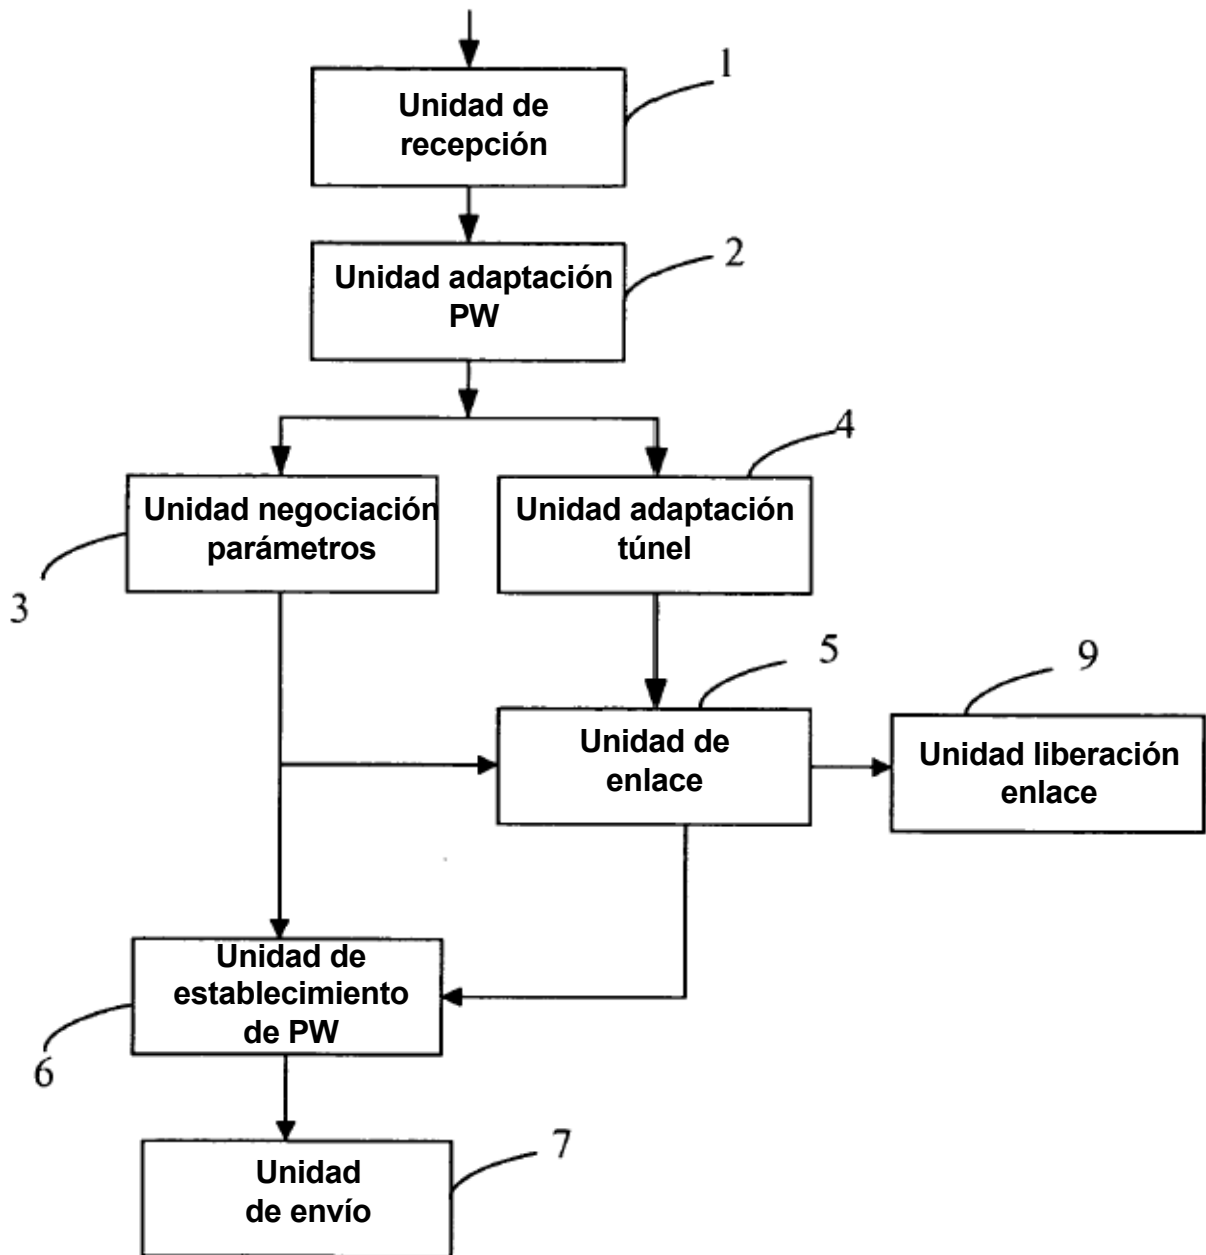 1
Unidad de
recepción
2
Unidad adaptación
PW
4
Unidad negociación
parámetros
Unidad adaptación
túnel
3
5
9
Unidad de
enlace
Unidad liberación
enlace
Unidad de
establecimiento
de PW
6
7
Unidad
de envío